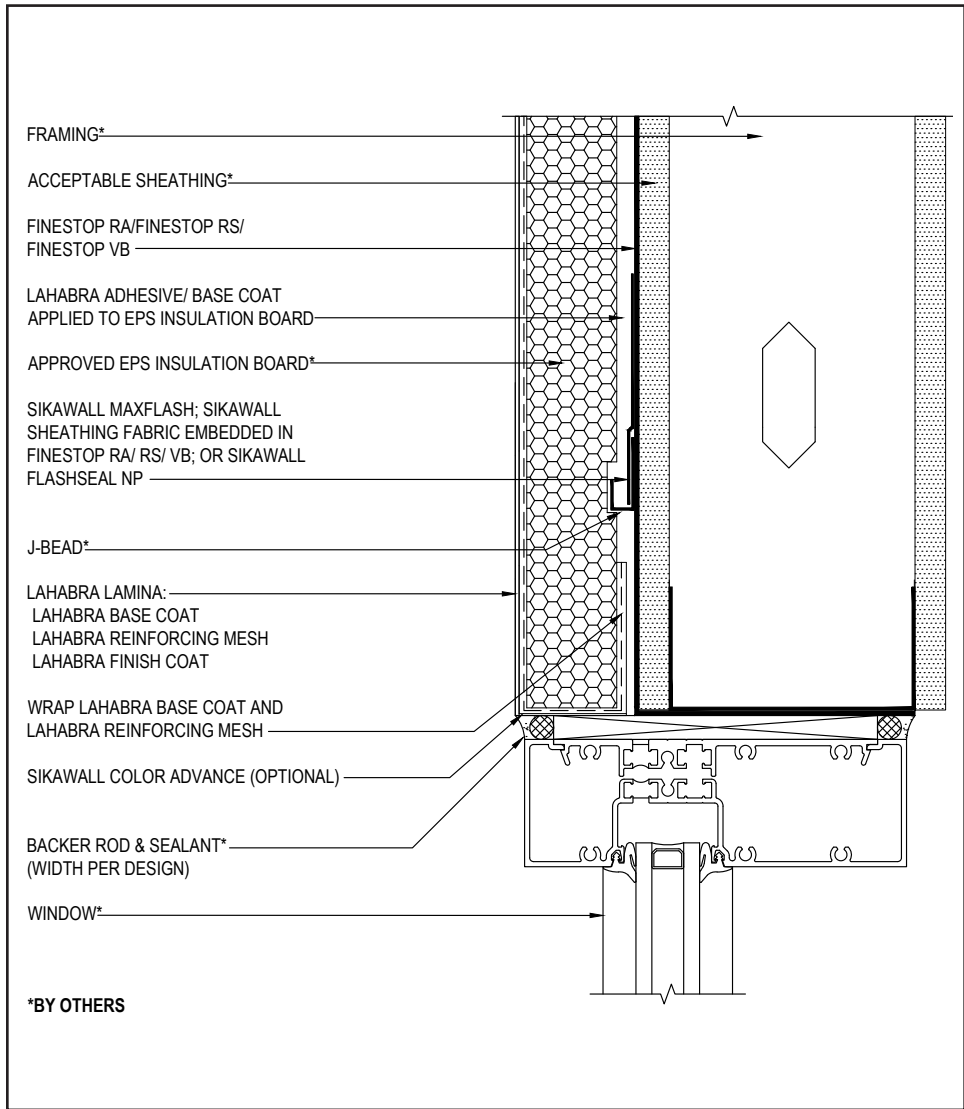 FRAMING*
ACCEPTABLE SHEATHING*
FINESTOP RA/FINESTOP RS/
FINESTOP VB
LAHABRA ADHESIVE/ BASE COAT
APPLIED TO EPS INSULATION BOARD
APPROVED EPS INSULATION BOARD*
SIKAWALL MAXFLASH; SIKAWALL
SHEATHING FABRIC EMBEDDED IN
FINESTOP RA/ RS/ VB; OR SIKAWALL
FLASHSEAL NP
J-BEAD*
LAHABRA LAMINA:
LAHABRA BASE COAT
LAHABRA REINFORCING MESH
LAHABRA FINISH COAT
WRAP LAHABRA BASE COAT AND
LAHABRA REINFORCING MESH
SIKAWALL COLOR ADVANCE (OPTIONAL)
BACKER ROD & SEALANT*
(WIDTH PER DESIGN)
WINDOW*
*BY OTHERS